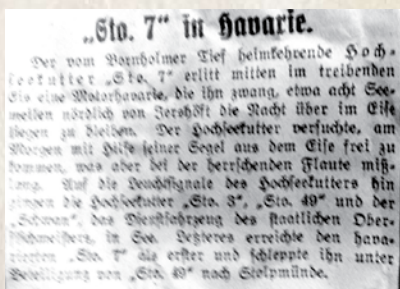 „Sto. 7“ in Havarie.
Der vom Bornholmer Tief heimkehrende Hoch-
seekutter „Sto. 7“ erlitt mitten im treibenden
Eis eine Motorhavarie, die ihn zwang, etwa acht See-
meilen nördlich von Jershöft die Nacht über im Eise
liegen zu bleiben. Der Hochseekutter versuchte, am
Morgen mit Hilfe seiner Segel aus dem Eise frei zu
kommen, was aber bei der herrschenden Flaute miß-
lang. Auf die Leuchtsignale des Hochseekutters hin
gingen die Hochseekutter „Sto. 3“, „Sto. 49“ und der
„Schwan“, das Dienstfahrzeug des staatlichen Ober-
fischmeisters, in See. Letzteres erreichte den hava-
rierten „Sto. 7“ als erster und schleppte ihn unter
Beteiligung von „Sto. 49“ nach Stolpmünde.